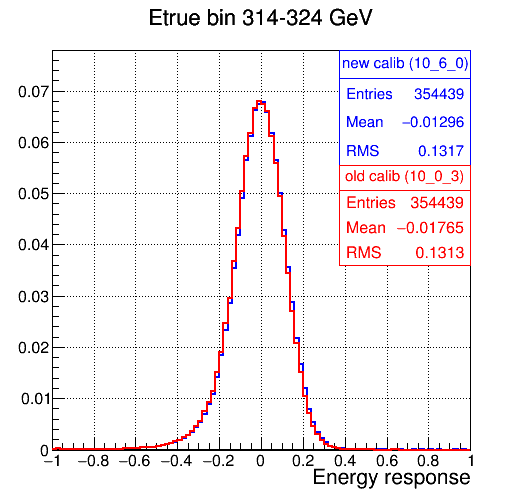 Etrue bin 314-324 GeV
new calib (10_6_0)
Entries 354439
Mean −0.01296
RMS 0.1317
old calib (10_0_3)
Entries 354439
Mean −0.01765
RMS 0.1313
0.07
0.06
0.05
0.04
0.03
0.02
0.01
0
−1 −0.8 −0.6 −0.4 −0.2 0 0.2 0.4 0.6 0.8 1
Energy response